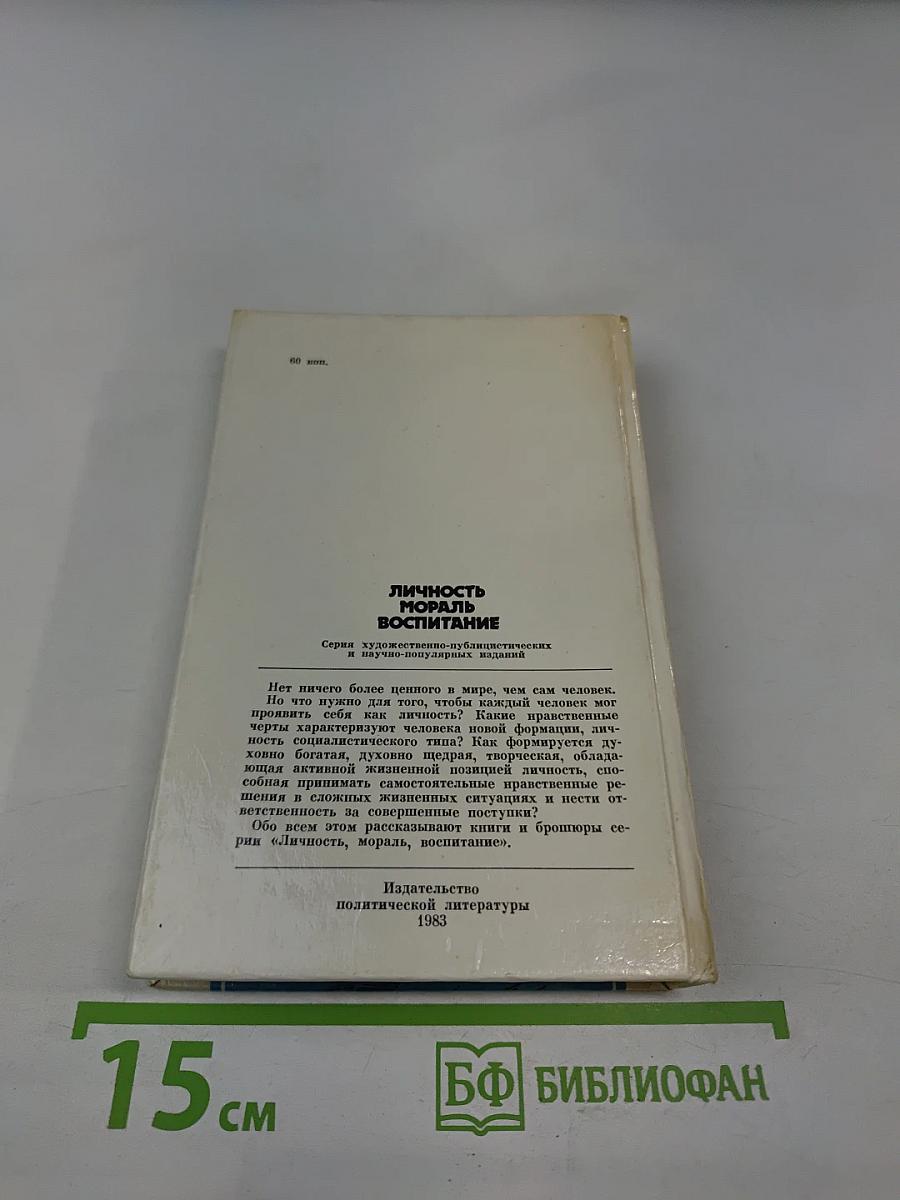 60 коп.
ЛИЧНОСТЬ
МОРАЛЬ
ВОСПИТАНИЕ
Серия художественно-публицистических
и научно-популярных изданий
Нет ничего более ценного в мире, чем сам человек.
Но что нужно для того, чтобы каждый человек мог
проявить себя как личность? Какие нравственные
черты характеризуют человека новой формации, лич-
ность социалистического типа? Как формируется ду-
ховно богатая, духовно щедрая, творческая, облада-
ющая активной жизненной позицией личность, спо-
собная принимать самостоятельные нравственные ре-
шения в сложных жизненных ситуациях и нести от-
ветственность за совершенные поступки?
Обо всем этом рассказывают книги и брошюры се-
рии «Личность, мораль, воспитание».
Издательство
политической литературы
1983
15 см
БФ БИБЛИОФАН